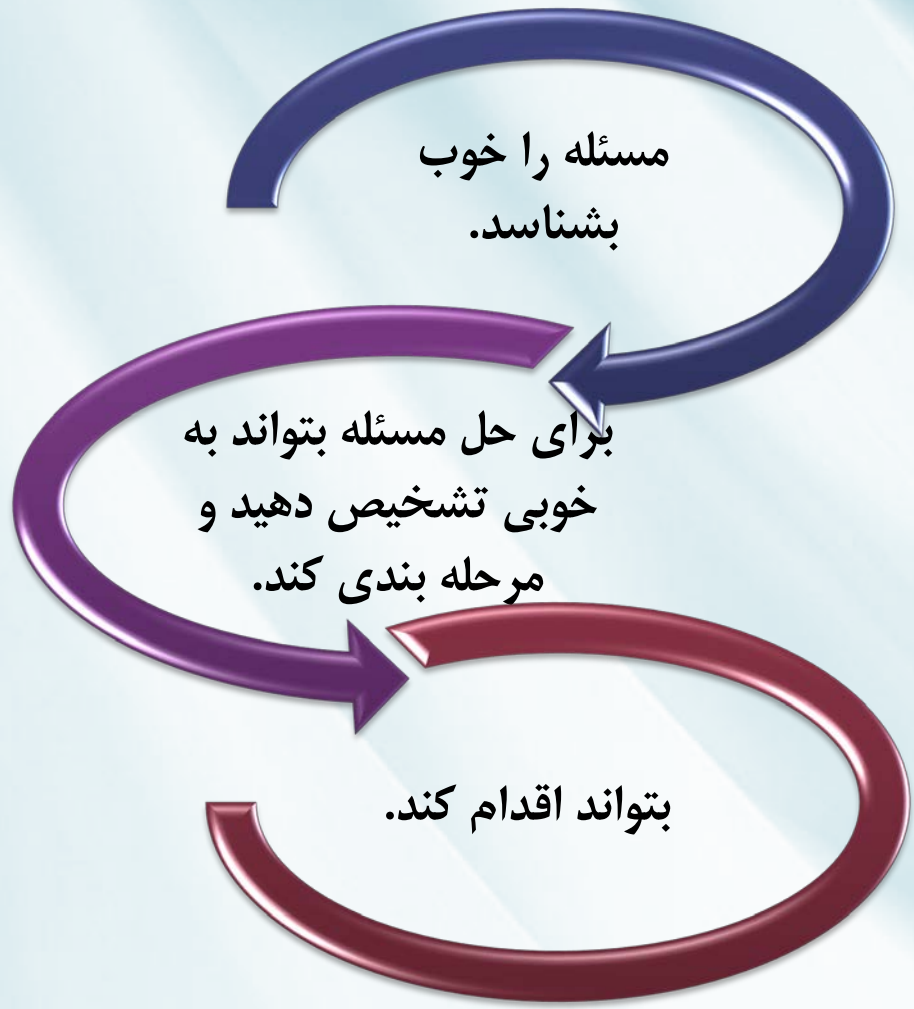 مسئله را خوب
بشناسد.
برای حل مسئله بتواند به
خوبی تشخیص دهید و
مرحله بندی کند.
بتواند اقدام کند.